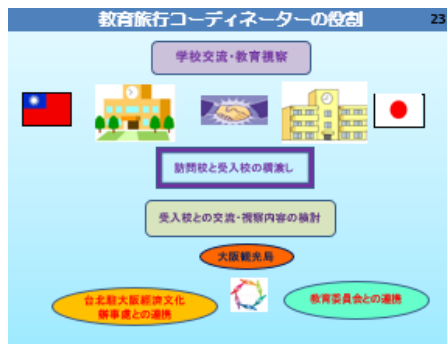 教育旅行コーディネーターの役割
23
学校交流・教育視察
訪問校と受入校の橋渡し
受入校との交流・視察内容の検討
大阪観光局
台北駐大阪經濟文化
辦事處との連携
教育委員会との連携